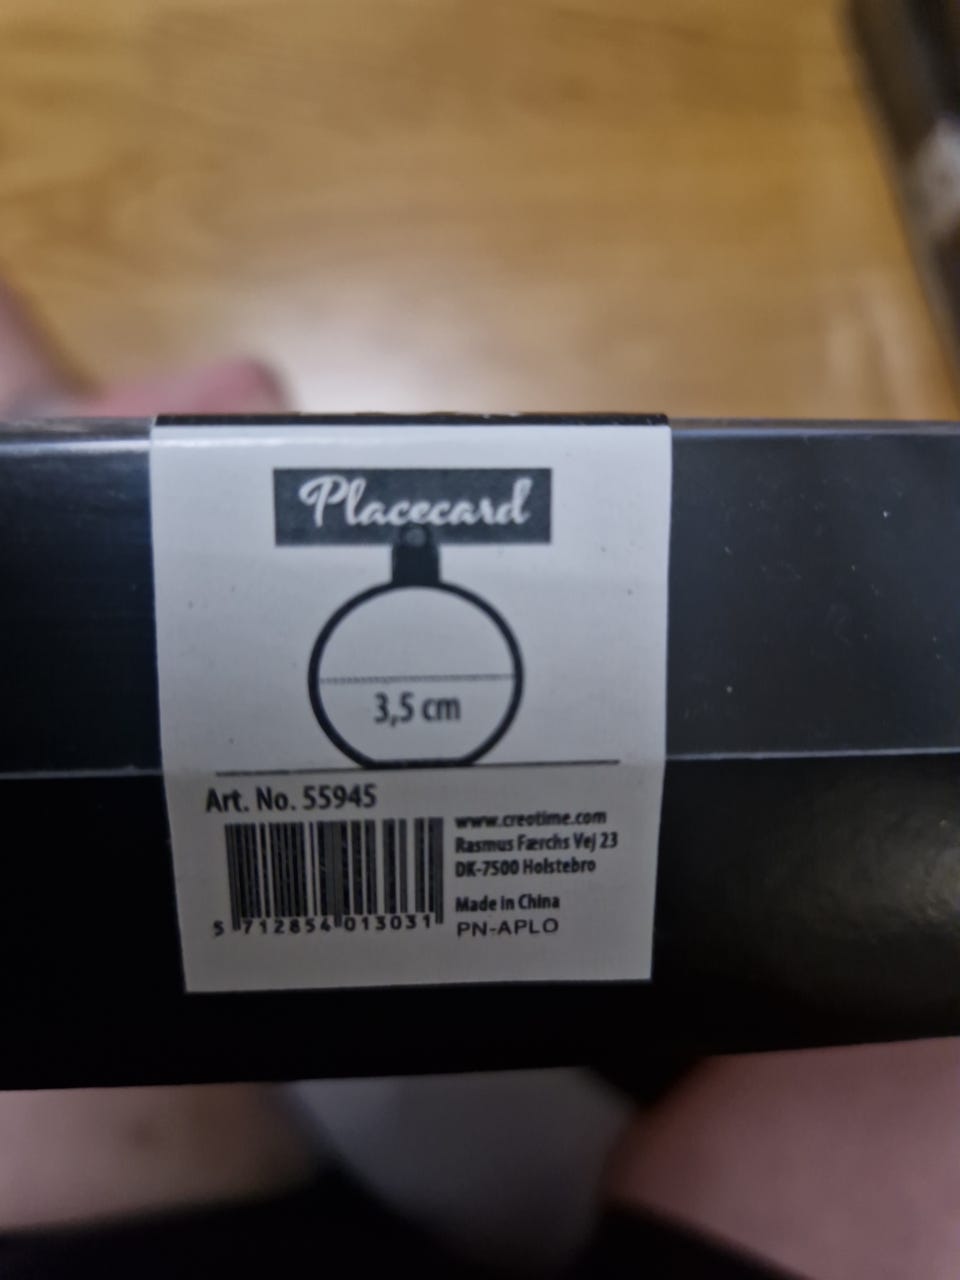 Placecard
3,5 cm
Art. No. 55945
www.creotime.com
Rasmus Færchs Vej 23
DK-7500 Holstebro
Made in China
PN-APLO
5 712854 013031